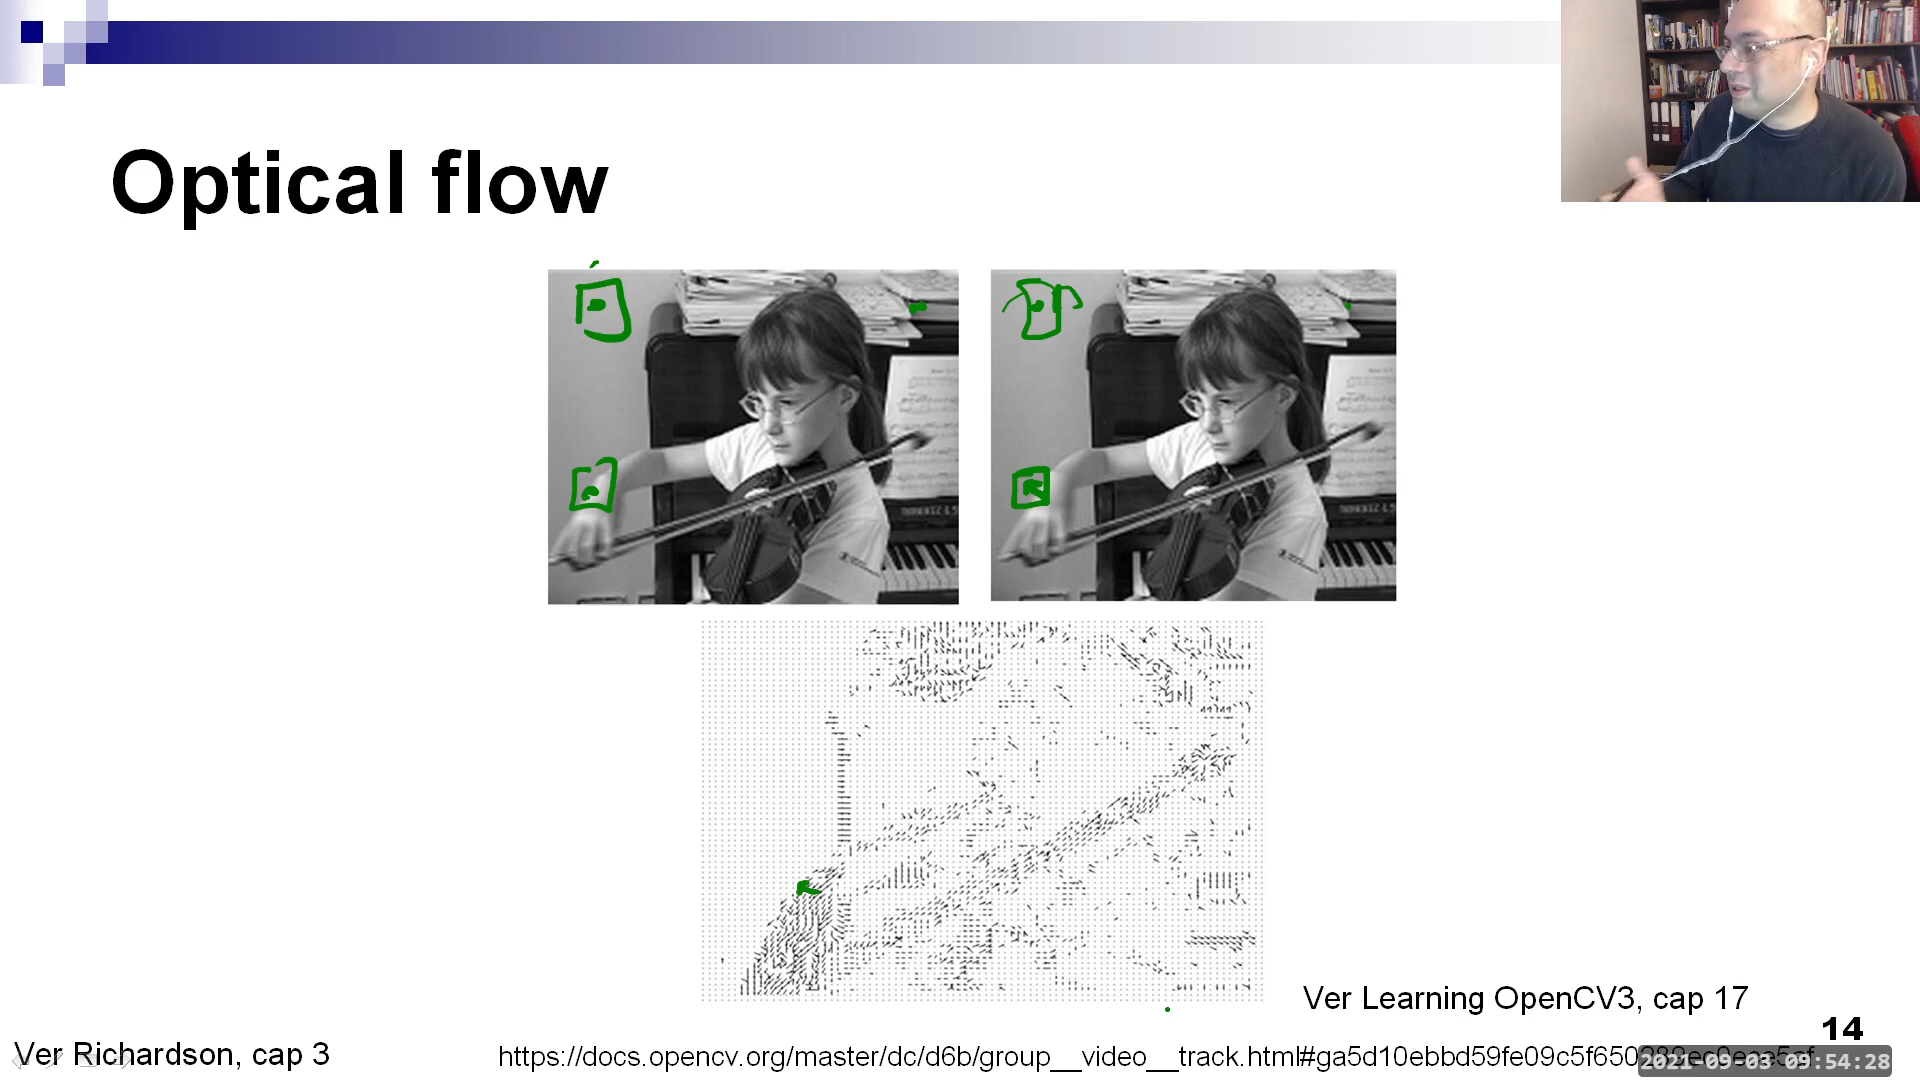 Optical flow
Ver Learning OpenCV3, cap 17
14
Ver Richardson, cap 3
https://docs.opencv.org/master/dc/d6b/group__video__track.html#ga5d10ebbd59fe09c5f650
2021-09-03 09:54:28